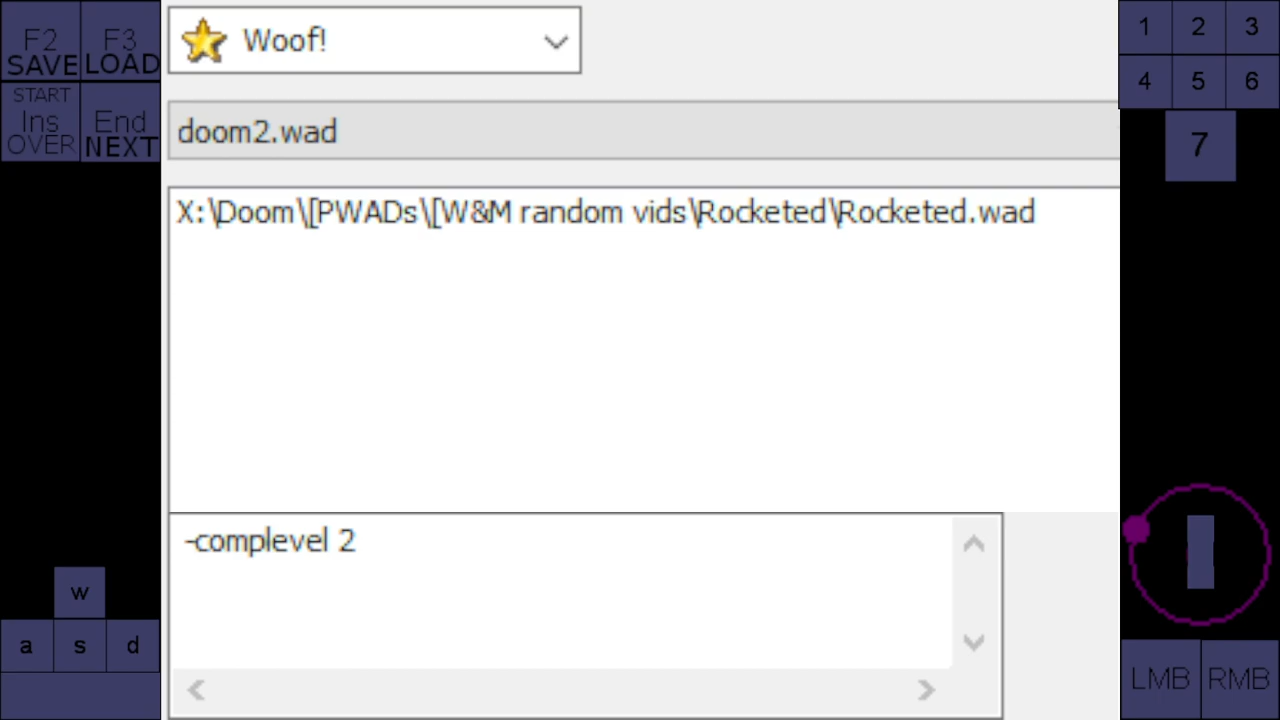 F2 SAVE
F3 LOAD
START Ins OVER
End NEXT
Woof!
doom2.wad
X:\Doom\[PWADs\[W&M random vids\Rocketed\Rocketed.wad
-complevel 2
1 2 3
4 5 6
7
w
a s d
LMB RMB